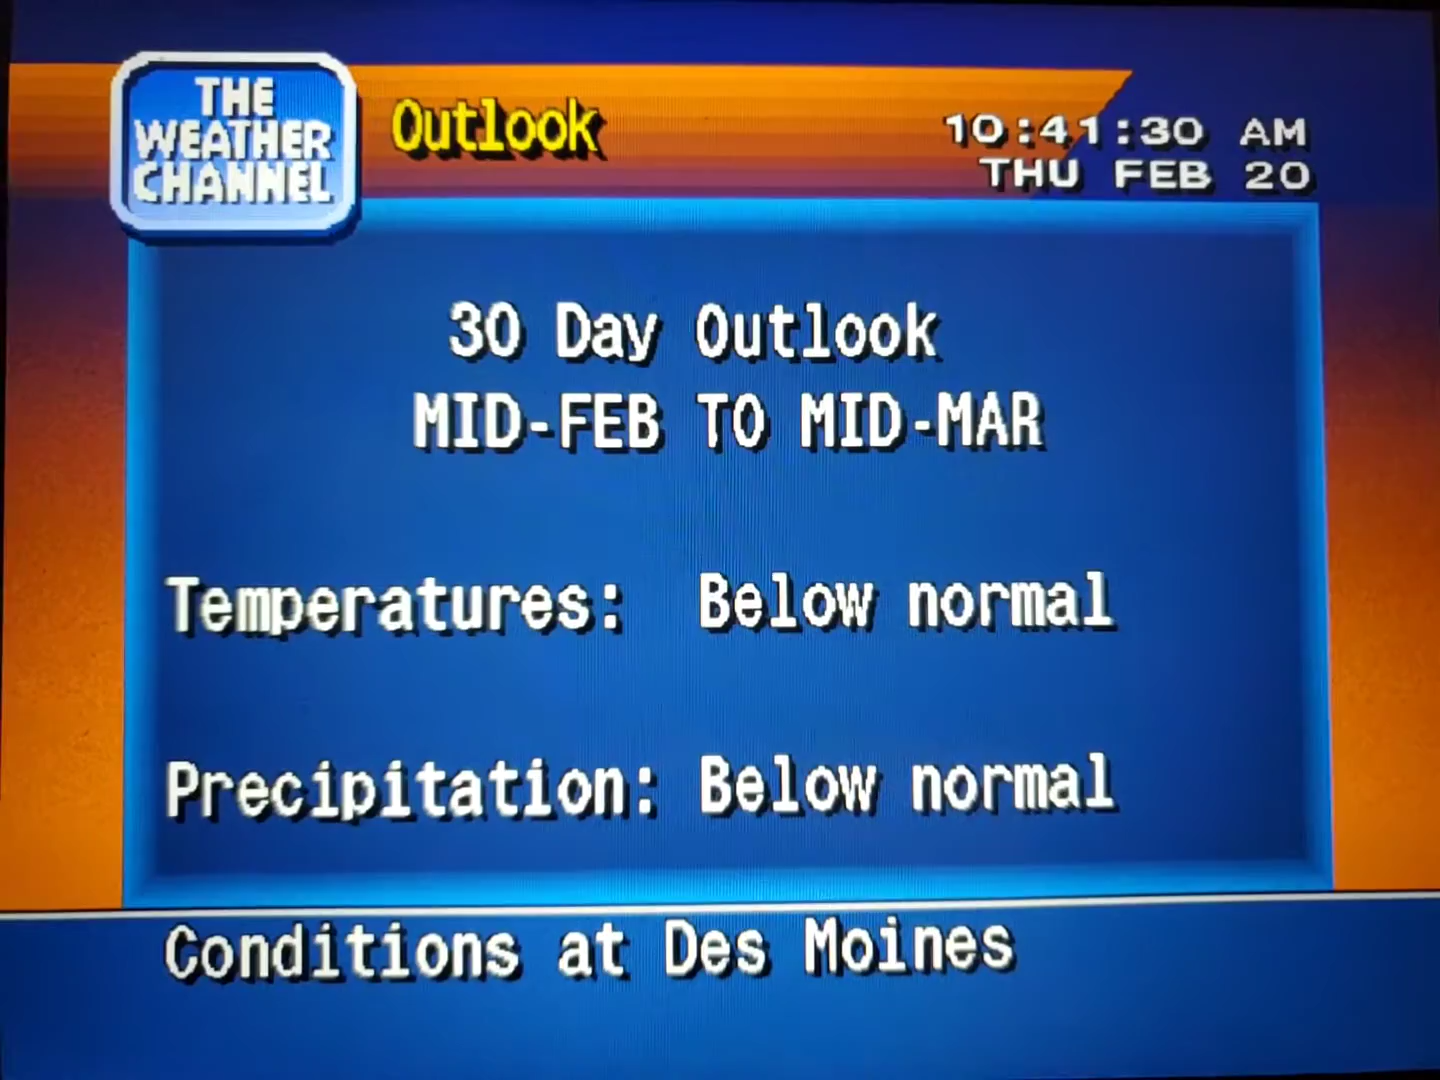 THE
WEATHER
CHANNEL
Outlook
10:41:30 AM
THU FEB 20
30 Day Outlook
MID-FEB TO MID-MAR
Temperatures: Below normal
Precipitation: Below normal
Conditions at Des Moines